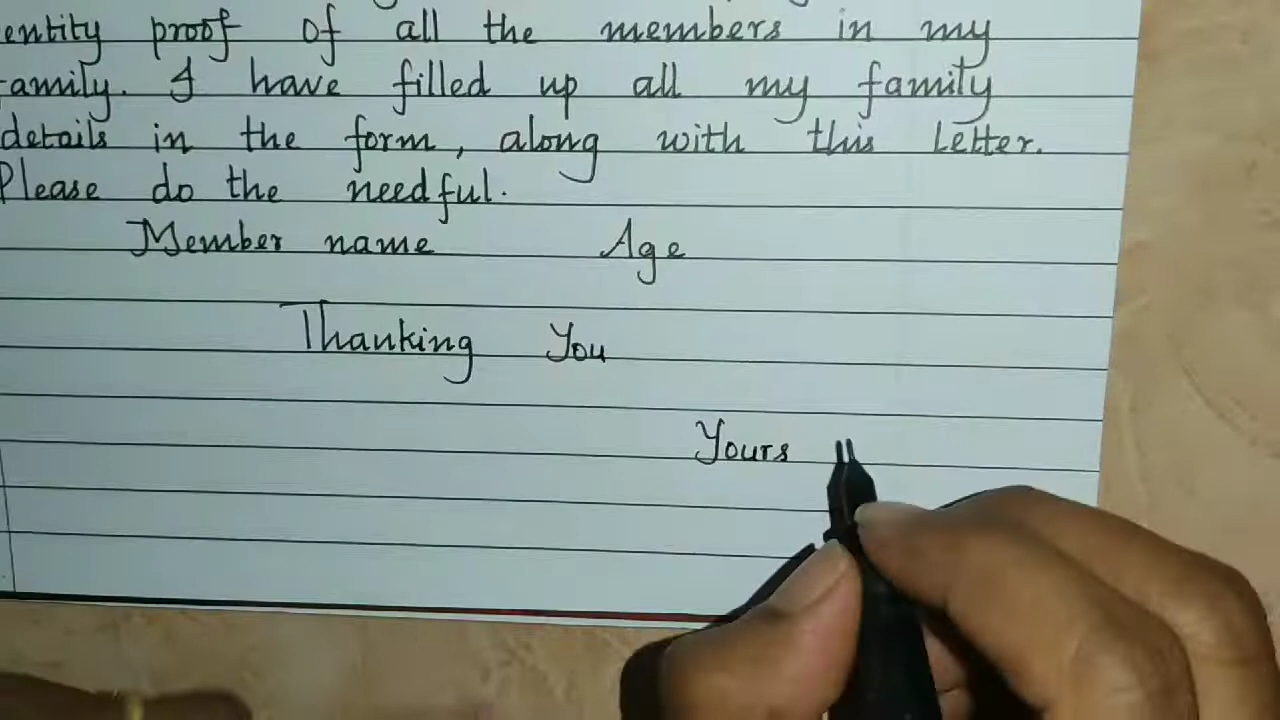 entity proof of all the members in my
family. I have filled up all my family
details in the form, along with this letter.
Please do the needful.
Member name Age
Thanking You
Yours